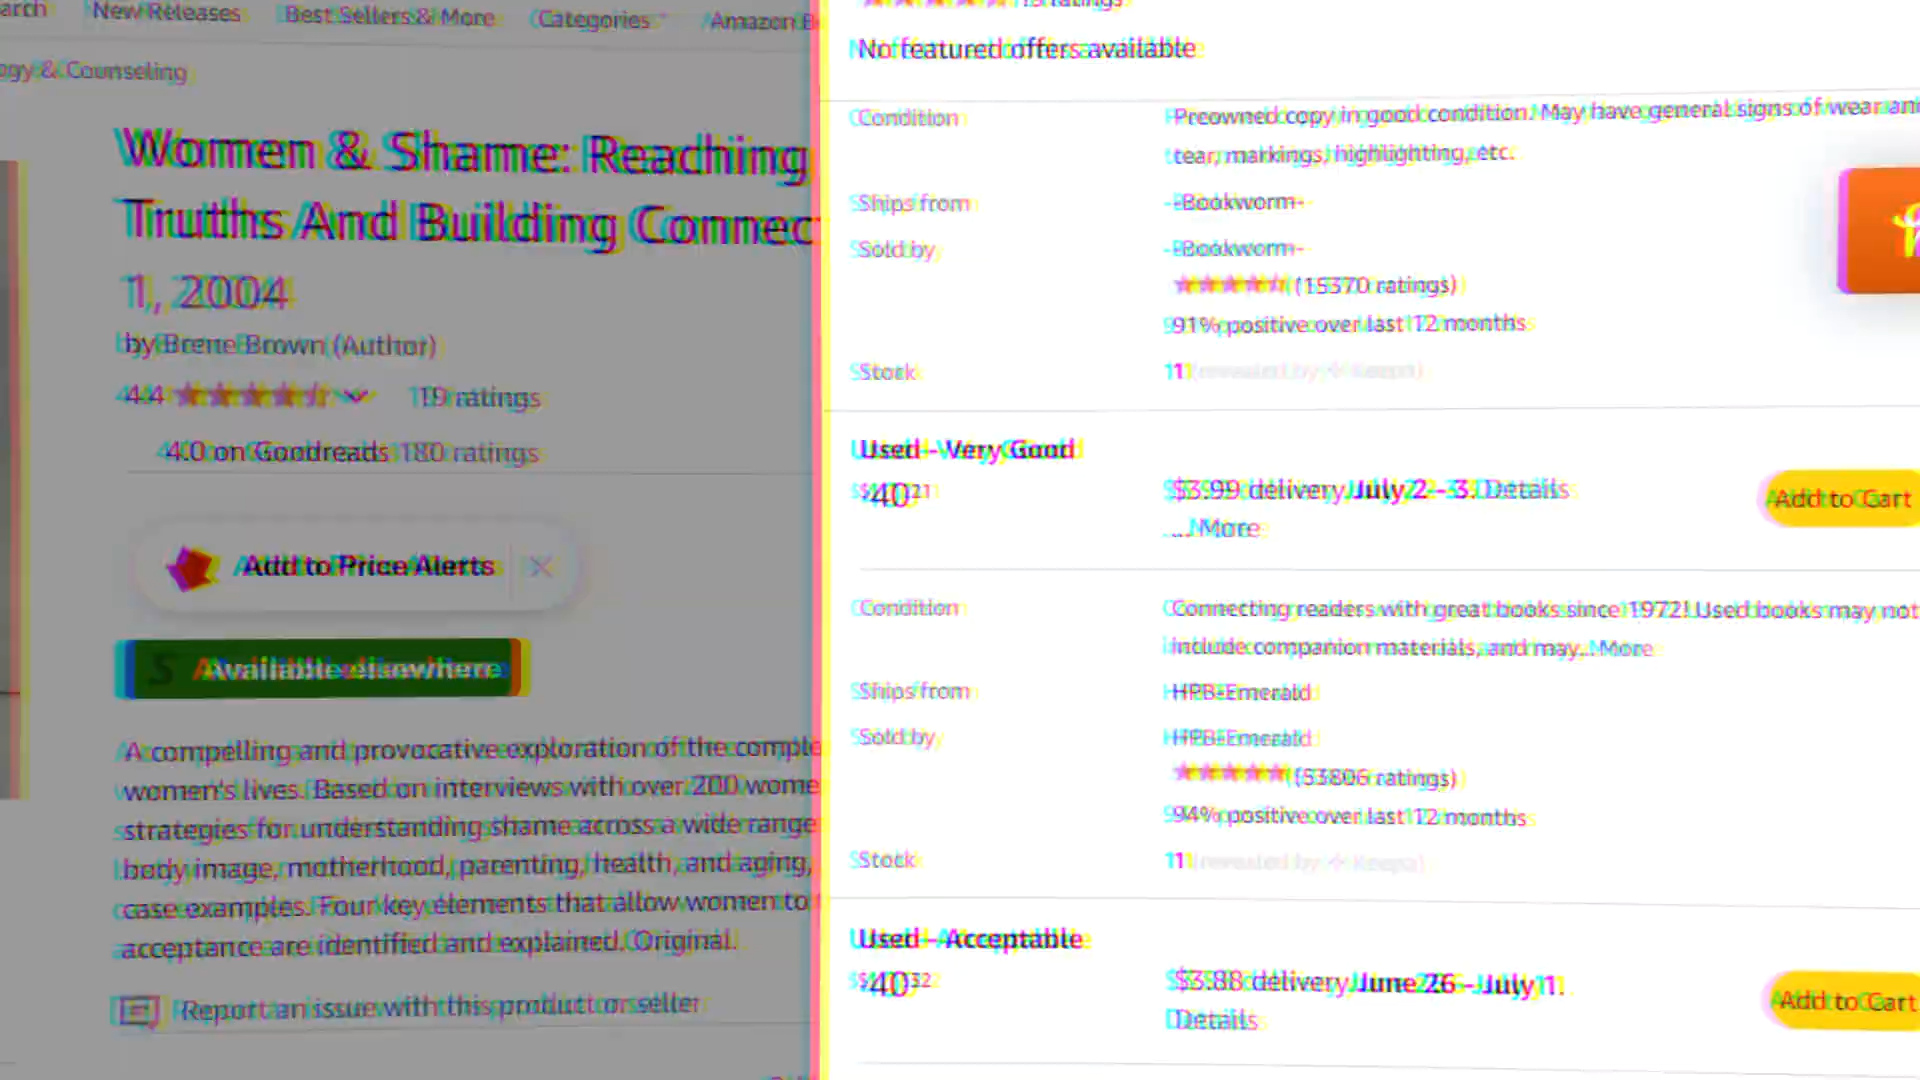 arch New Releases Best Sellers & More Categories Amazon B
ogy & Counseling
Women & Shame: Reaching
Truths And Building Connec
1, 2004
by Brene Brown (Author)
4.4 19 ratings
4.0 on Goodreads 180 ratings
Add to Price Alerts
Available elsewhere
A compelling and provocative exploration of the comple
women's lives. Based on interviews with over 200 wome
strategies for understanding shame across a wide range
body image, motherhood, parenting, health, and aging,
case examples. Four key elements that allow women to
acceptance are identified and explained. Original.
Report an issue with this product or seller
No featured offers available
Condition Preowned copy in good condition. May have general signs of wear and
tear, markings, highlighting, etc.
Ships from -Bookworm-
Sold by -Bookworm-
(15370 ratings)
91% positive over last 12 months
Stock 1 (revealed by Keepa)
Used - Very Good
$40.21 $3.99 delivery July 2 - 3. Details
... More
Add to Cart
Condition Connecting readers with great books since 1972! Used books may not
include companion materials, and may... More
Ships from HPB-Emerald
Sold by HPB-Emerald
(53806 ratings)
94% positive over last 12 months
Stock 1 (revealed by Keepa)
Used - Acceptable
$40.32 $3.88 delivery June 26 - July 1.
Details
Add to Cart